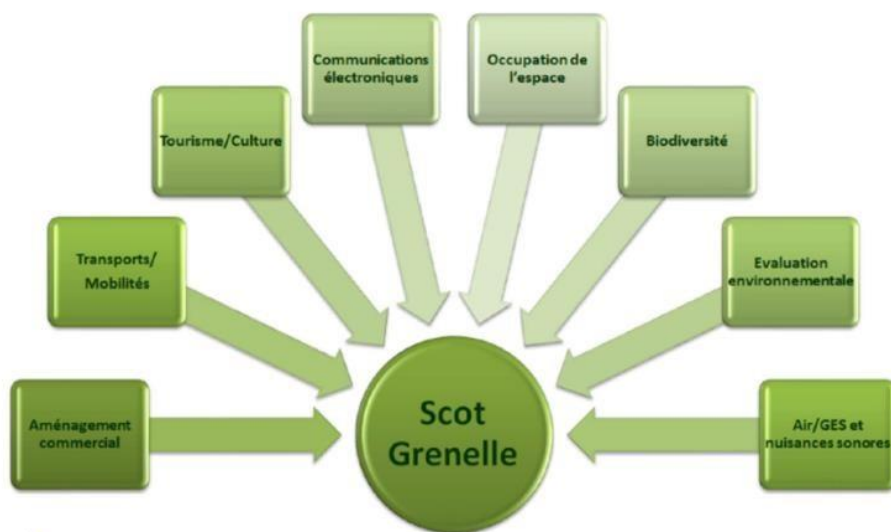 Communications
électroniques
Occupation de
l'espace
Tourisme/Culture
Biodiversité
Transports/
Mobilités
Evaluation
environnementale
Scot
Grenelle
Aménagement
commercial
Air/GES et
nuisances sonores